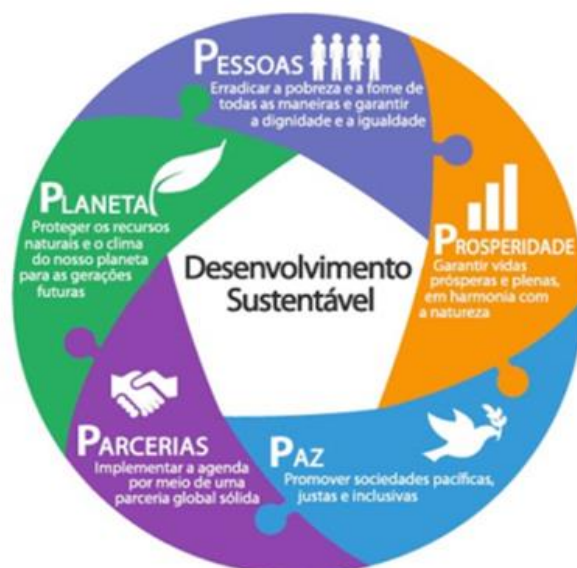 PESSOAS
Erradicar a pobreza e a fome de
todas as maneiras e garantir
a dignidade e a igualdade
PROSPERIDADE
Garantir vidas
prósperas e plenas,
em harmonia com
a natureza
PAZ
Promover sociedades pacíficas,
justas e inclusivas
PARCERIAS
Implementar a agenda
por meio de uma
parceria global sólida
PLANETA
Proteger os recursos
naturais e o clima
do nosso planeta
para as gerações
futuras
Desenvolvimento
Sustentável